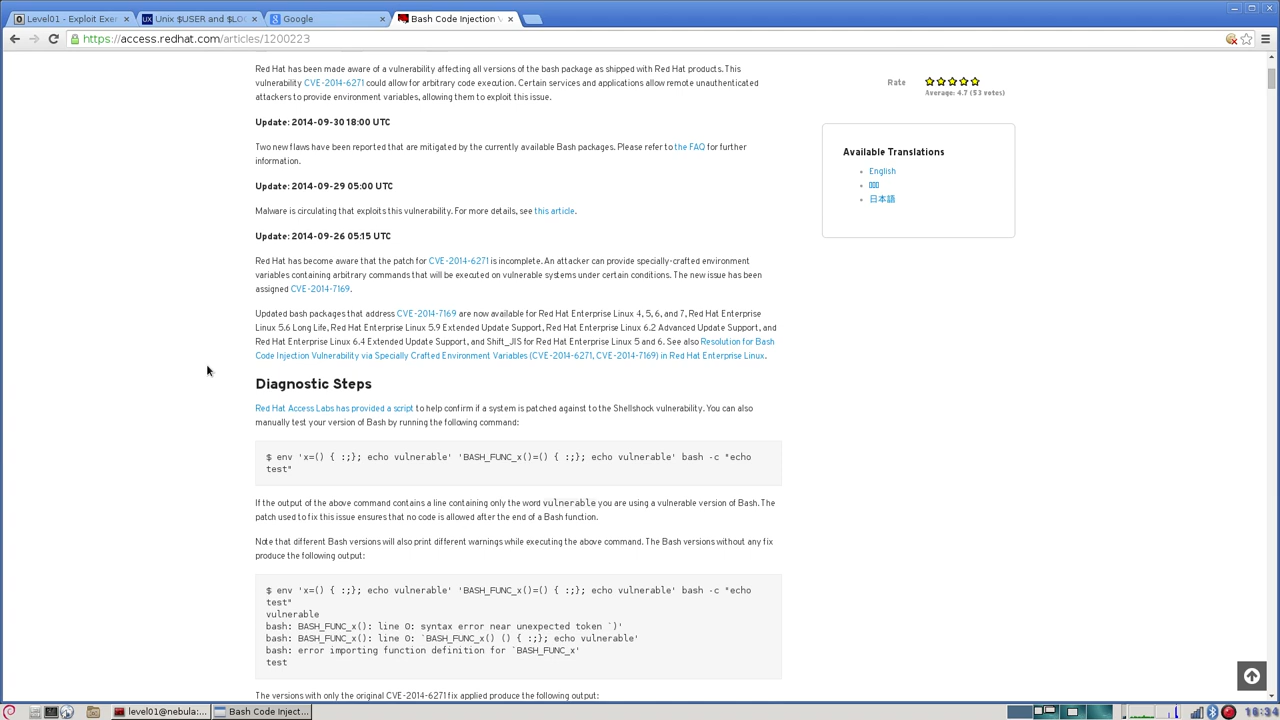 Level01 - Exploit Exer
Unix $USER and $LOC
Google
Bash Code Injection V
https://access.redhat.com/articles/1200223
Red Hat has been made aware of a vulnerability affecting all versions of the bash package as shipped with Red Hat products. This
vulnerability CVE-2014-6271 could allow for arbitrary code execution. Certain services and applications allow remote unauthenticated
attackers to provide environment variables, allowing them to exploit this issue.
Update: 2014-09-30 18:00 UTC
Two new flaws have been reported that are mitigated by the currently available Bash packages. Please refer to the FAQ for further
information.
Update: 2014-09-29 05:00 UTC
Malware is circulating that exploits this vulnerability. For more details, see this article.
Update: 2014-09-26 05:15 UTC
Red Hat has become aware that the patch for CVE-2014-6271 is incomplete. An attacker can provide specially-crafted environment
variables containing arbitrary commands that will be executed on vulnerable systems under certain conditions. The new issue has been
assigned CVE-2014-7169.
Updated bash packages that address CVE-2014-7169 are now available for Red Hat Enterprise Linux 4, 5, 6, and 7, Red Hat Enterprise
Linux 5.6 Long Life, Red Hat Enterprise Linux 5.9 Extended Update Support, Red Hat Enterprise Linux 6.2 Advanced Update Support, and
Red Hat Enterprise Linux 6.4 Extended Update Support, and Shift_JIS for Red Hat Enterprise Linux 5 and 6. See also Resolution for Bash
Code Injection Vulnerability via Specially Crafted Environment Variables (CVE-2014-6271, CVE-2014-7169) in Red Hat Enterprise Linux.
Diagnostic Steps
Red Hat Access Labs has provided a script to help confirm if a system is patched against to the Shellshock vulnerability. You can also
manually test your version of Bash by running the following command:
$ env 'x=() { :;}; echo vulnerable' 'BASH_FUNC_x()=() { :;}; echo vulnerable' bash -c "echo
test"
If the output of the above command contains a line containing only the word vulnerable you are using a vulnerable version of Bash. The
patch used to fix this issue ensures that no code is allowed after the end of a Bash function.
Note that different Bash versions will also print different warnings while executing the above command. The Bash versions without any fix
produce the following output:
$ env 'x=() { :;}; echo vulnerable' 'BASH_FUNC_x()=() { :;}; echo vulnerable' bash -c "echo
test"
vulnerable
bash: BASH_FUNC_x(): line 0: syntax error near unexpected token `)'
bash: BASH_FUNC_x(): line 0: `BASH_FUNC_x() () { :;}; echo vulnerable'
bash: error importing function definition for `BASH_FUNC_x'
test
The versions with only the original CVE-2014-6271 fix applied produce the following output:
Rate
Average: 4.7 (53 votes)
Available Translations
English
日本語
level01@nebula:...
Bash Code Inject...
16:34